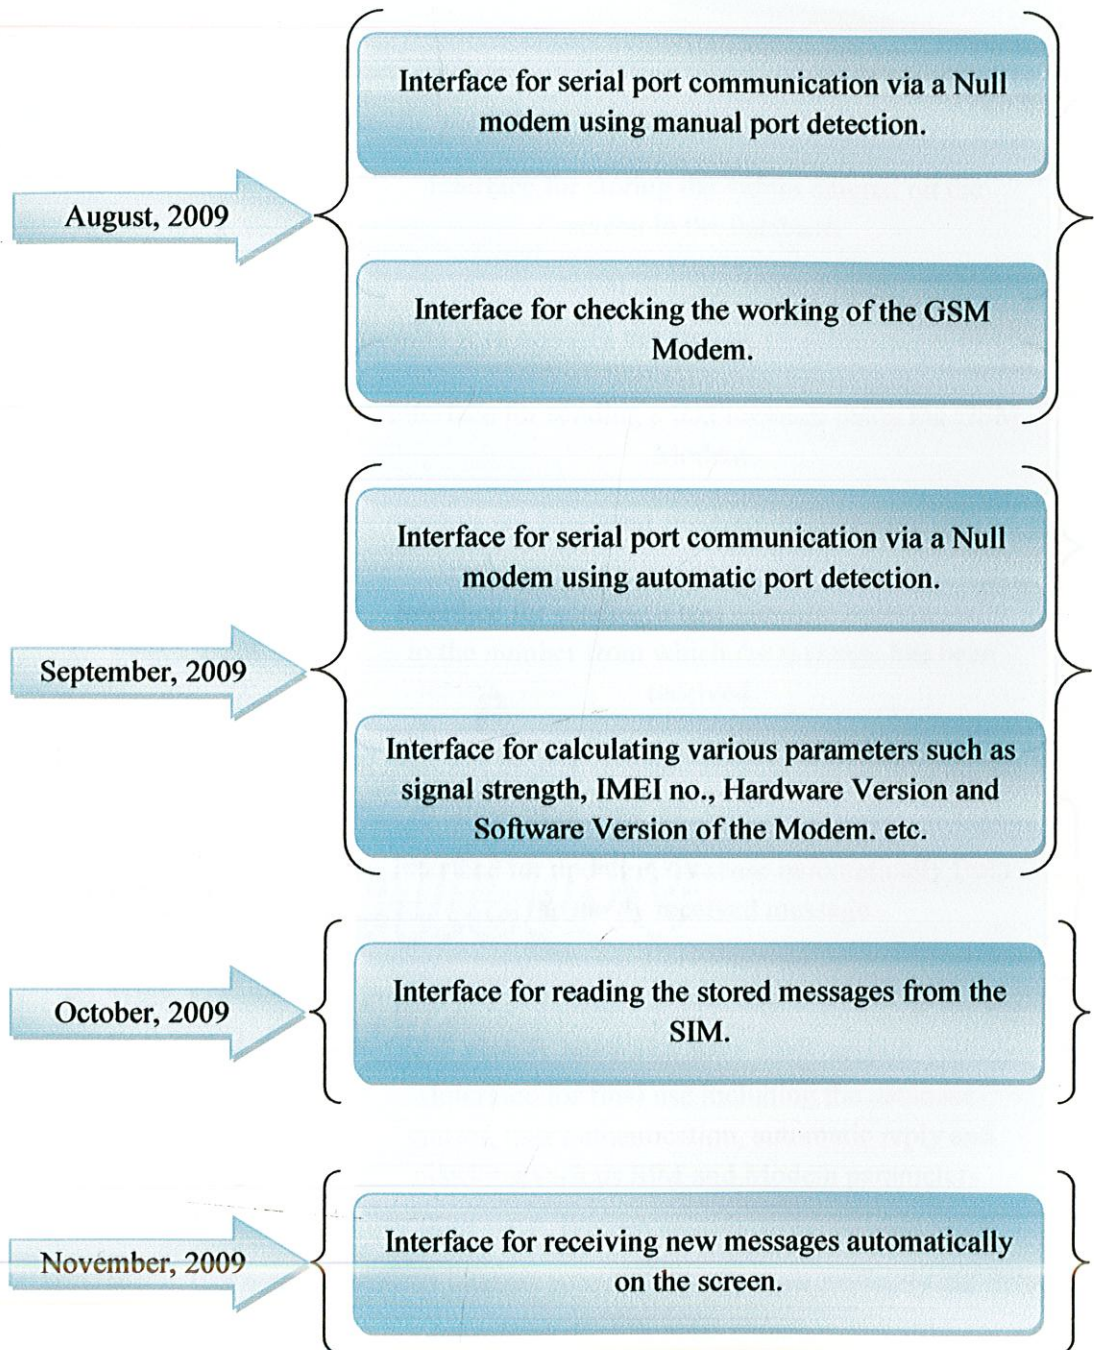 August, 2009
Interface for serial port communication via a Null
modem using manual port detection.
Interface for checking the working of the GSM
Modem.
September, 2009
Interface for serial port communication via a Null
modem using automatic port detection.
Interface for calculating various parameters such as
signal strength, IMEI no., Hardware Version and
Software Version of the Modem. etc.
October, 2009
Interface for reading the stored messages from the
SIM.
November, 2009
Interface for receiving new messages automatically
on the screen.